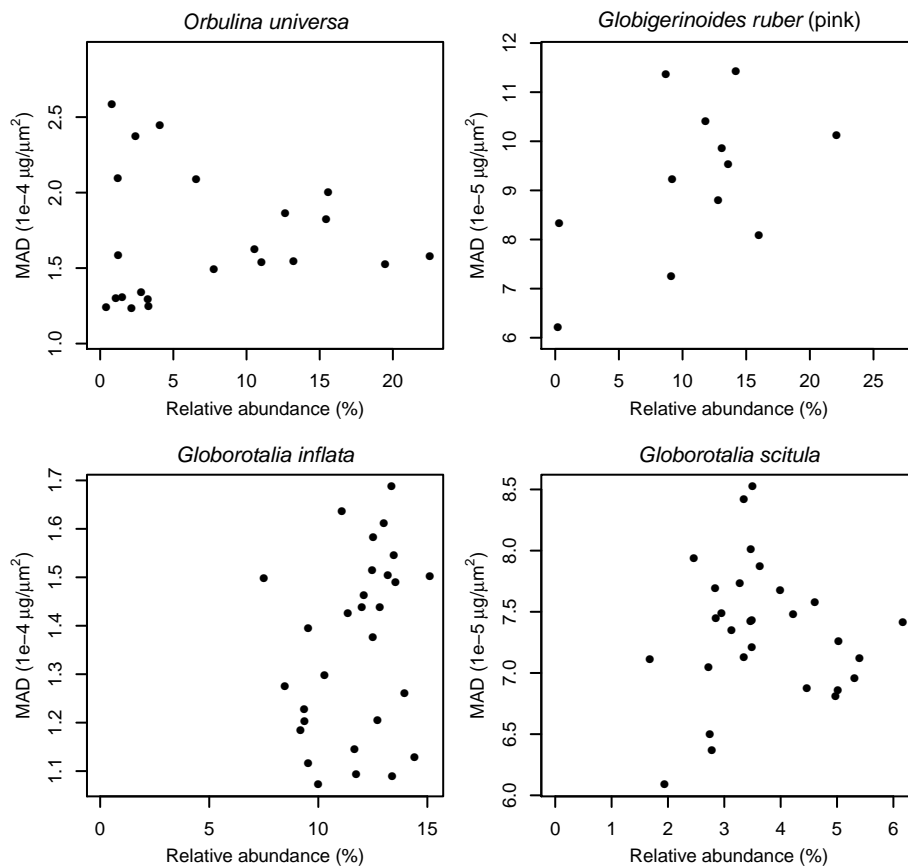 Orbulina universa
MAD (1e−4 μg/μm²)
1.0 1.5 2.0 2.5
0 5 10 15 20
Relative abundance (%)
Globigerinoides ruber (pink)
MAD (1e−5 μg/μm²)
6 7 8 9 10 11 12
0 5 10 15 20 25
Relative abundance (%)
Globorotalia inflata
MAD (1e−4 μg/μm²)
1.1 1.2 1.3 1.4 1.5 1.6 1.7
0 5 10 15
Relative abundance (%)
Globorotalia scitula
MAD (1e−5 μg/μm²)
6.0 6.5 7.0 7.5 8.0 8.5
0 1 2 3 4 5 6
Relative abundance (%)